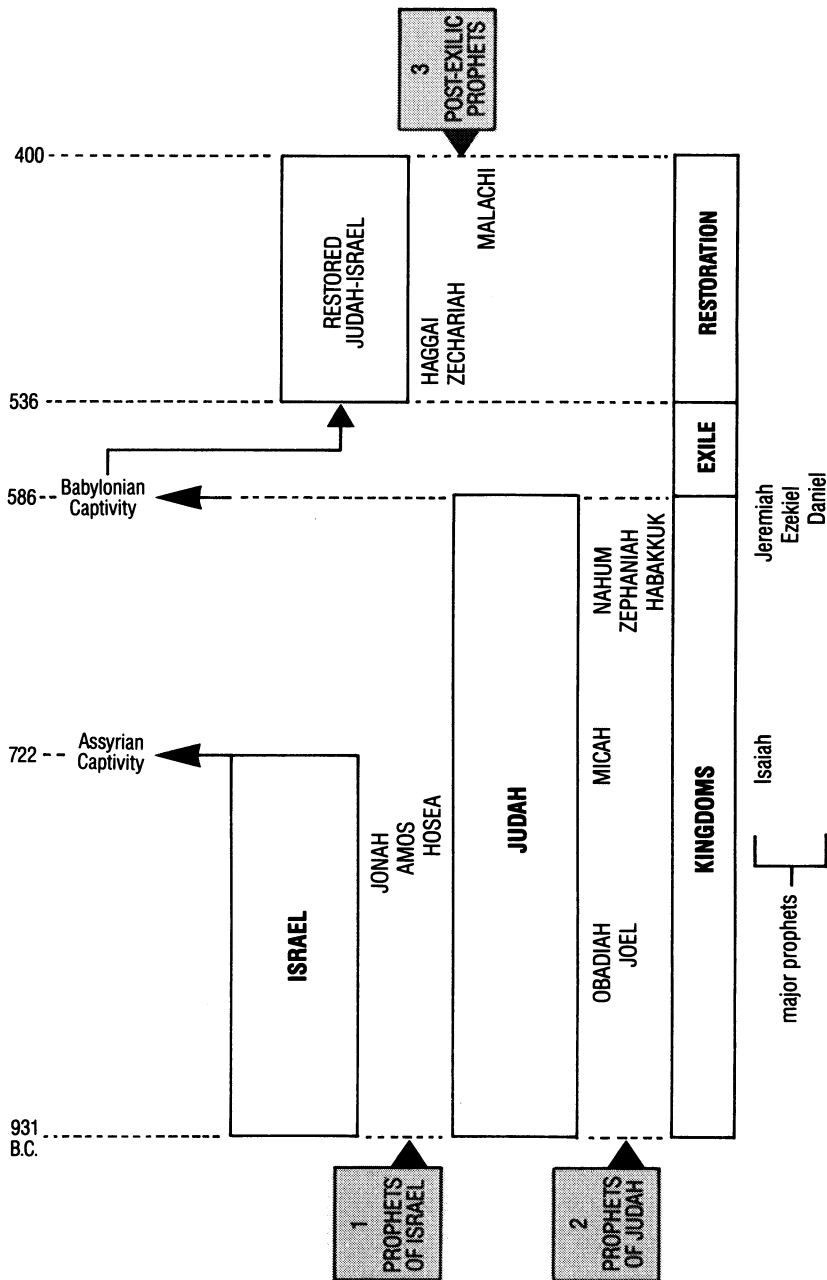 931
B.C.
722
586
536
400
Assyrian
Captivity
Babylonian
Captivity
1
PROPHETS
OF ISRAEL
ISRAEL
RESTORED
JUDAH-ISRAEL
JONAH
AMOS
HOSEA
HAGGAI
ZECHARIAH
MALACHI
3
POST-EXILIC
PROPHETS
JUDAH
2
PROPHETS
OF JUDAH
OBADIAH
JOEL
MICAH
NAHUM
ZEPHANIAH
HABAKKUK
KINGDOMS
EXILE
RESTORATION
major prophets
Isaiah
Jeremiah
Ezekiel
Daniel